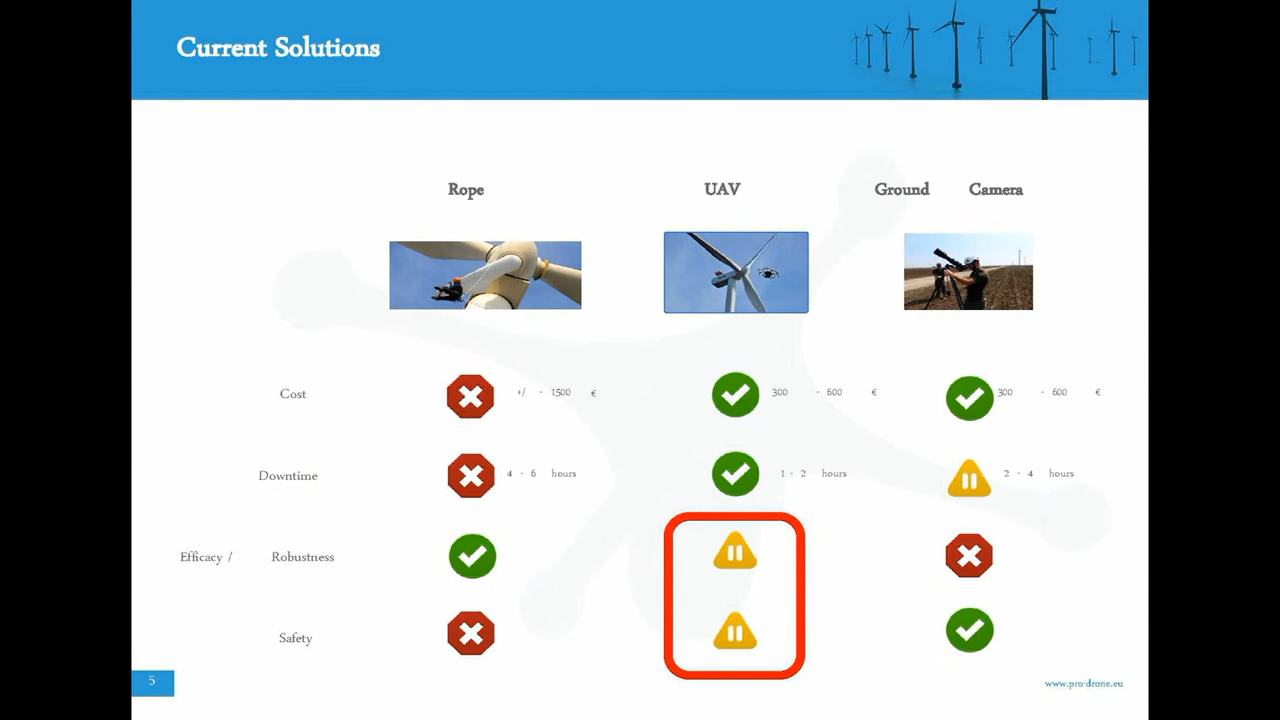 Current Solutions
Rope UAV Ground Camera
Cost +/ - 1500 € 300 - 600 € 300 - 600 €
Downtime 4 - 6 hours 1 - 2 hours 2 - 4 hours
Efficacy / Robustness
Safety
5 www.pro-drone.eu